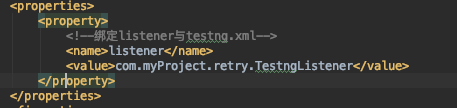 <properties>
<property>
<!--绑定listener与testng.xml-->
<name>listener</name>
<value>com.myProject.retry.TestngListener</value>
</property>
</properties>